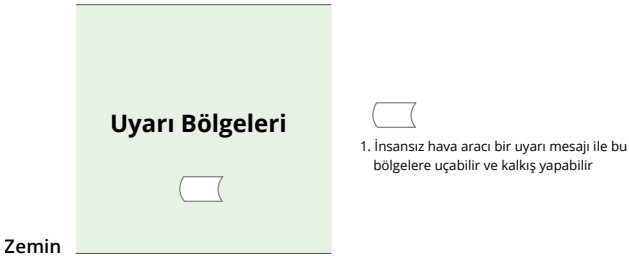 Uyarı Bölgeleri
1. İnsansız hava aracı bir uyarı mesajı ile bu
bölgelere uçabilir ve kalkış yapabilir
Zemin